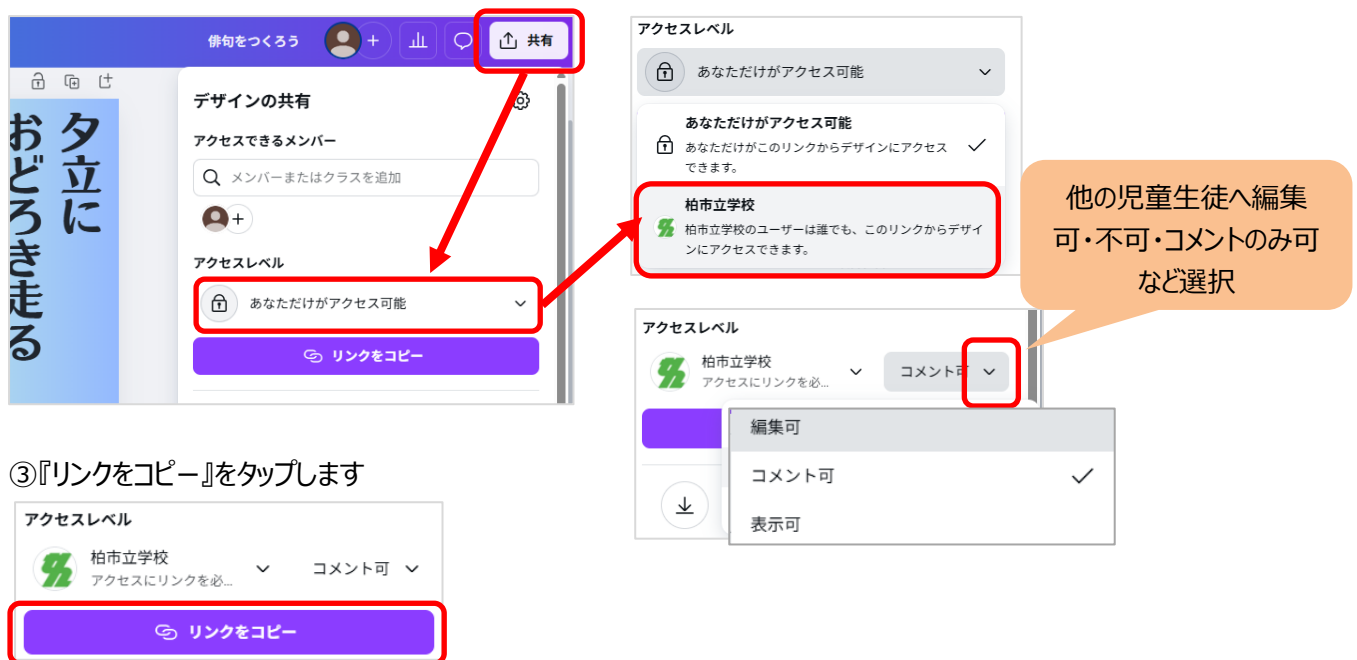 俳句をつくろう
+
共有
夕立に
おどろき走る
デザインの共有
アクセスできるメンバー
メンバーまたはクラスを追加
+
アクセスレベル
あなただけがアクセス可能
リンクをコピー
アクセスレベル
あなただけがアクセス可能
あなただけがアクセス可能
あなただけがこのリンクからデザインにアクセス
できます。
柏市立学校
柏市立学校のユーザーは誰でも、このリンクからデザイ
ンにアクセスできます。
他の児童生徒へ編集
可・不可・コメントのみ可
など選択
アクセスレベル
柏市立学校
アクセスにリンクを必...
コメント可
編集可
コメント可
表示可
③『リンクをコピー』をタップします
アクセスレベル
柏市立学校
アクセスにリンクを必...
コメント可
リンクをコピー